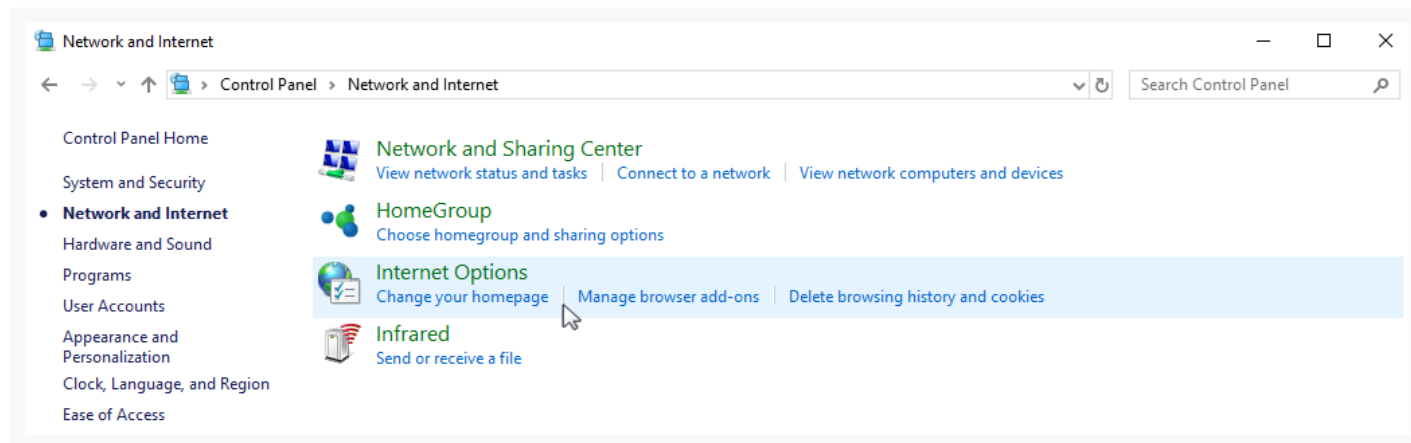 Network and Internet
Control Panel > Network and Internet
Search Control Panel
Control Panel Home
System and Security
Network and Internet
Hardware and Sound
Programs
User Accounts
Appearance and
Personalization
Clock, Language, and Region
Ease of Access
Network and Sharing Center
View network status and tasks | Connect to a network | View network computers and devices
HomeGroup
Choose homegroup and sharing options
Internet Options
Change your homepage | Manage browser add-ons | Delete browsing history and cookies
Infrared
Send or receive a file